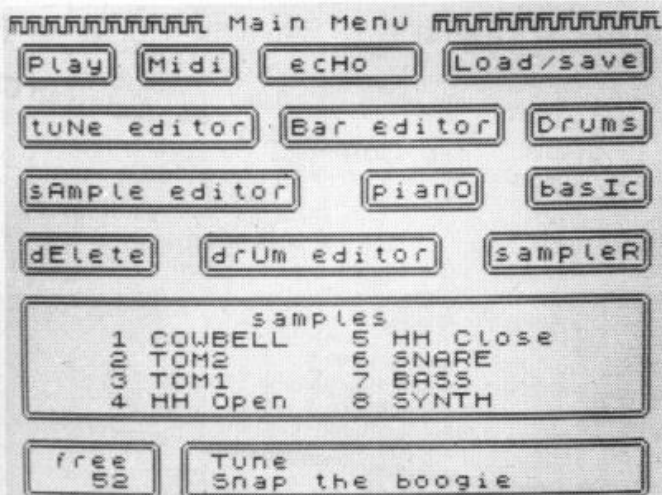 Main Menu
Play Midi ecHo Load/save
tuNe editor Bar editor Drums
sAmple editor pianO basIc
dElete drUm editor sampleR
samples
1 COWBELL 5 HH Close
2 TOM2 6 SNARE
3 TOM1 7 BASS
4 HH Open 8 SYNTH
free Tune
52 Snap the boogie